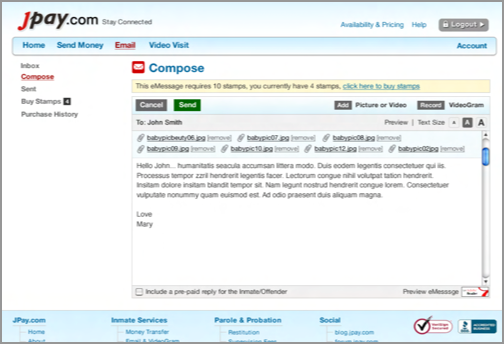 JPay.com Stay Connected
Availability & Pricing Help Logout
Home Send Money Email Video Visit Account
Inbox
Compose
Sent
Buy Stamps 4
Purchase History
Compose
This eMessage requires 10 stamps, you currently have 4 stamps, click here to buy stamps
Cancel Send Add Picture or Video Record VideoGram
To: John Smith Preview | Text Size A A A
babypicbeuty06.jpg [remove] babypic07.jpg [remove] babypic08.jpg [remove]
babypic09.jpg [remove] babypic10.jpg [remove] babypic12.jpg [remove] babypic02jpg [remove]
Hello John... humanitatis seacula accumsan littera modo. Duis eodem legentis consectetuer qui iis.
Processus tempor zzril hendrerit legentis facer. Lectorum congue nihil volutpat tation hendrerit.
Insitam dolore insitam blandit tempor sit. Nam legunt nostrud hendrerit congue lorem. Consectetuer
vulputate nonummy quam euismod est. Ad odio praesent duis aliquam magna.
Love
Mary
Include a pre-paid reply for the Inmate/Offender Preview eMesssge
JPay.com Inmate Services Parole & Probation Social
Home Money Transfer Restitution blog.jpay.com
About Email & VideoGram Supervision Fees forum.jpay.com
ACCREDITED
BUSINESS